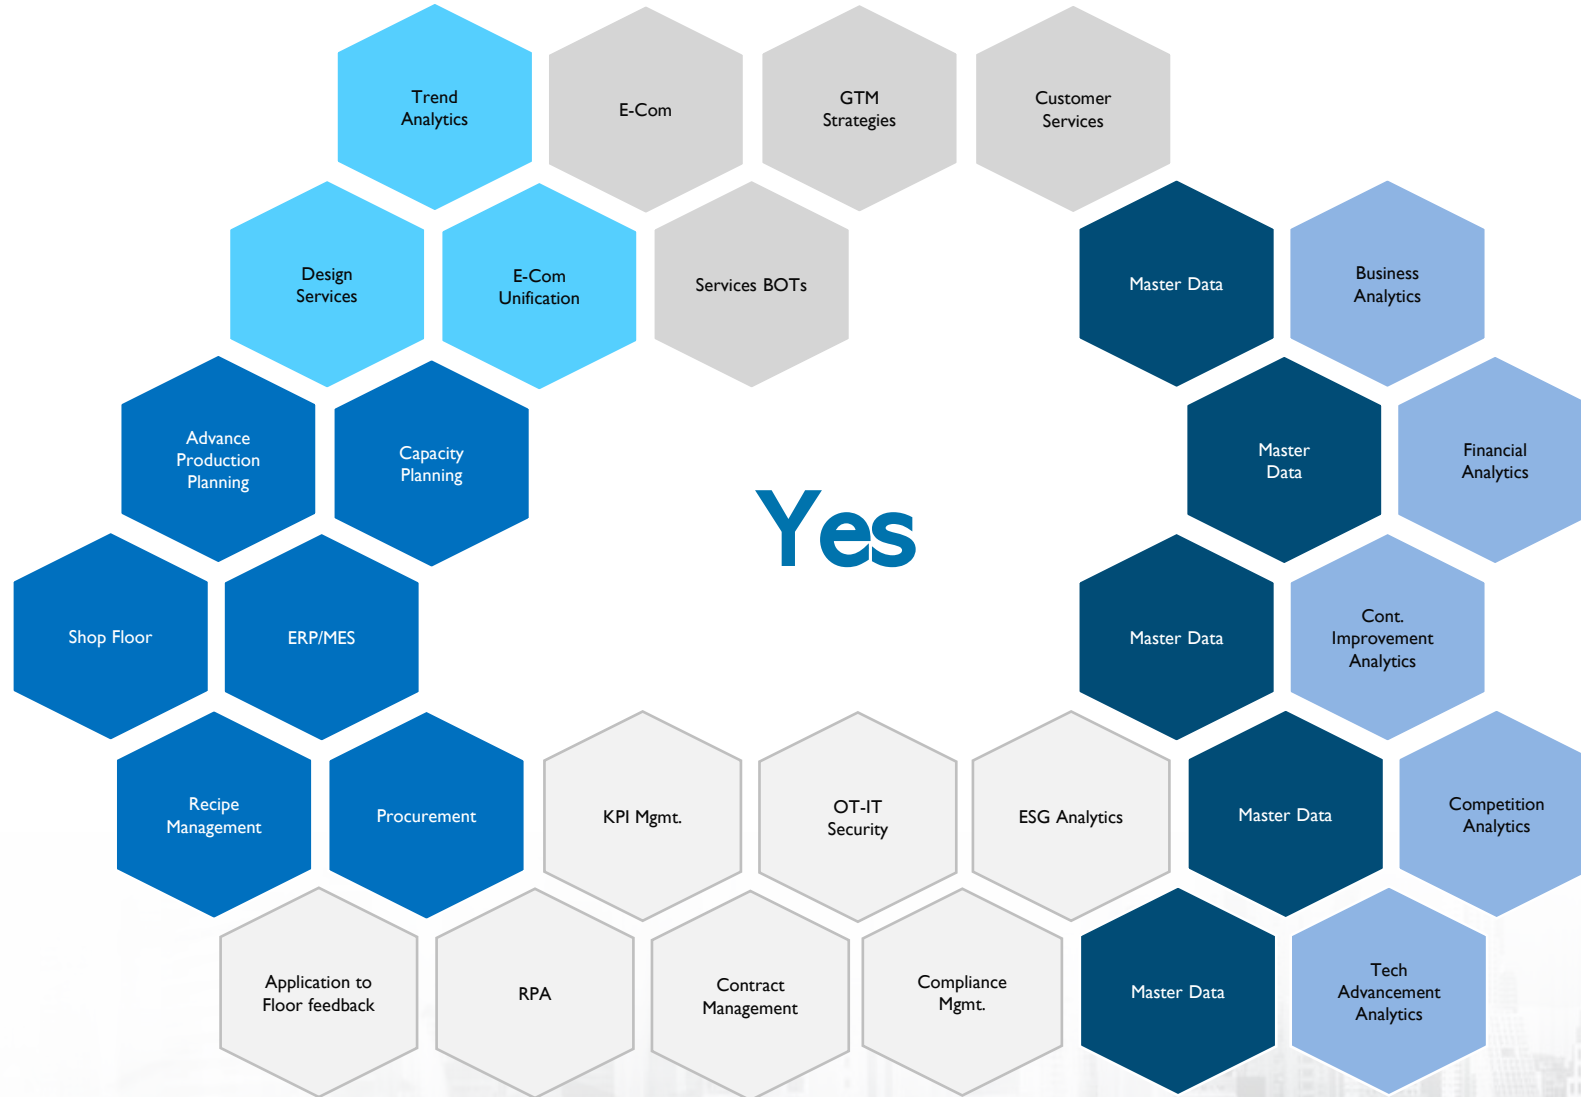 Trend
Analytics
E-Com
GTM
Strategies
Customer
Services
Design
Services
E-Com
Unification
Services BOTs
Master Data
Business
Analytics
Advance
Production
Planning
Capacity
Planning
Master
Data
Financial
Analytics
Yes
Shop Floor
ERP/MES
Master Data
Cont.
Improvement
Analytics
Recipe
Management
Procurement
KPI Mgmt.
OT-IT
Security
ESG Analytics
Master Data
Competition
Analytics
Application to
Floor feedback
RPA
Contract
Management
Compliance
Mgmt.
Master Data
Tech
Advancement
Analytics